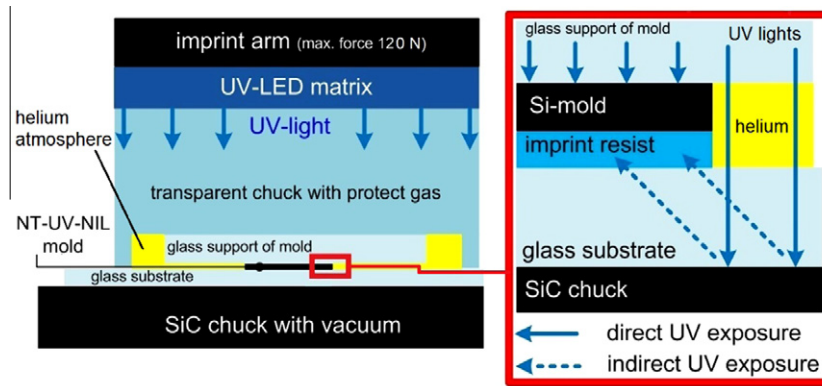 imprint arm (max. force 120 N)
UV-LED matrix
UV-light
helium
atmosphere
transparent chuck with protect gas
NT-UV-NIL
mold
glass support of mold
glass substrate
SiC chuck with vacuum
glass support of mold
UV lights
Si-mold
helium
imprint resist
glass substrate
SiC chuck
direct UV exposure
indirect UV exposure